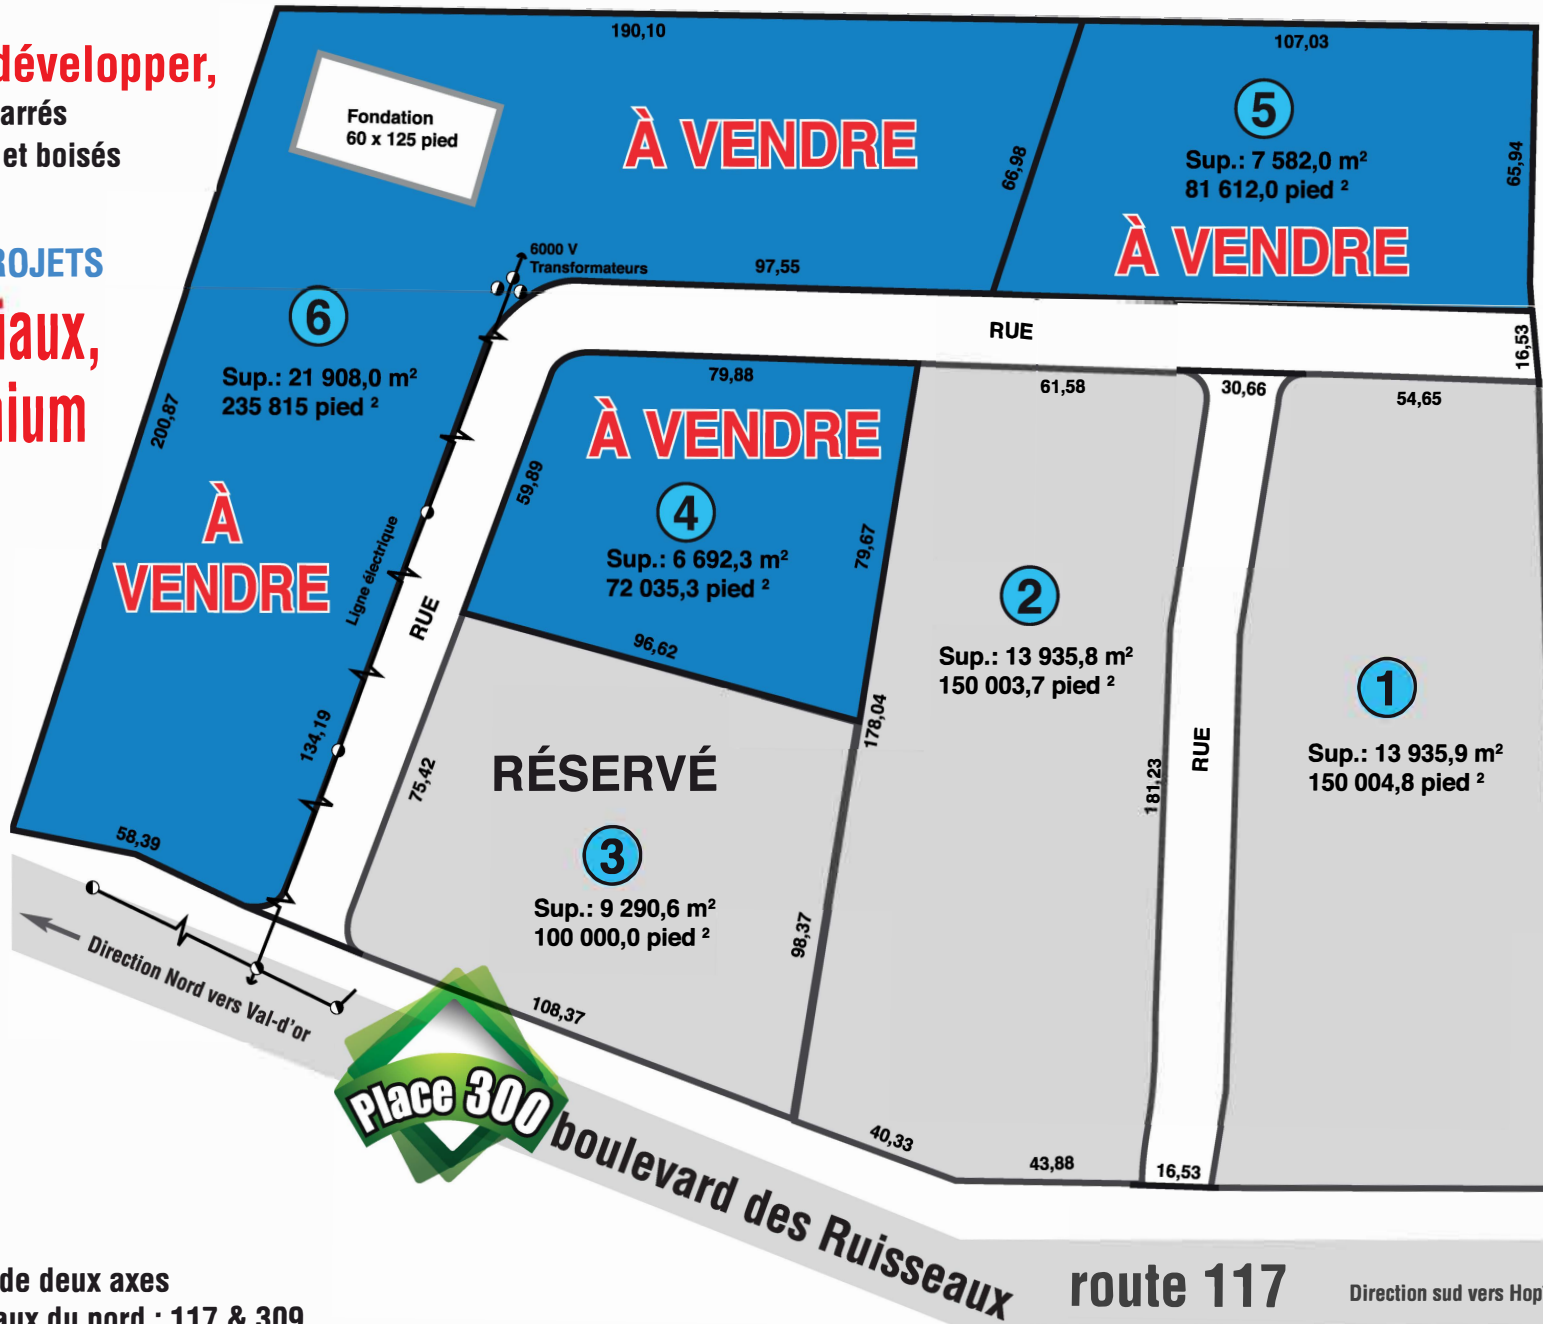 développer,
arrés
et boisés
ROJETS
iaux,
nium
190,10
107,03
Fondation
60 x 125 pied
À VENDRE
66,98
5
Sup.: 7 582,0 m²
81 612,0 pied ²
65,94
À VENDRE
6000 V
Transformateurs
97,55
6
Sup.: 21 908,0 m²
235 815 pied ²
200,87
À
VENDRE
Ligne électrique
134,19
58,39
RUE
16,53
79,88
À VENDRE
59,89
4
Sup.: 6 692,3 m²
72 035,3 pied ²
79,67
96,62
RUE
61,58
30,66
54,65
2
Sup.: 13 935,8 m²
150 003,7 pied ²
178,04
181,23
RUE
1
Sup.: 13 935,9 m²
150 004,8 pied ²
75,42
RÉSERVÉ
3
Sup.: 9 290,6 m²
100 000,0 pied ²
98,37
108,37
40,33
43,88
16,53
Direction Nord vers Val-d'or
Place 300
boulevard des Ruisseaux
route 117
Direction sud vers Hop
de deux axes
aux du nord : 117 & 309